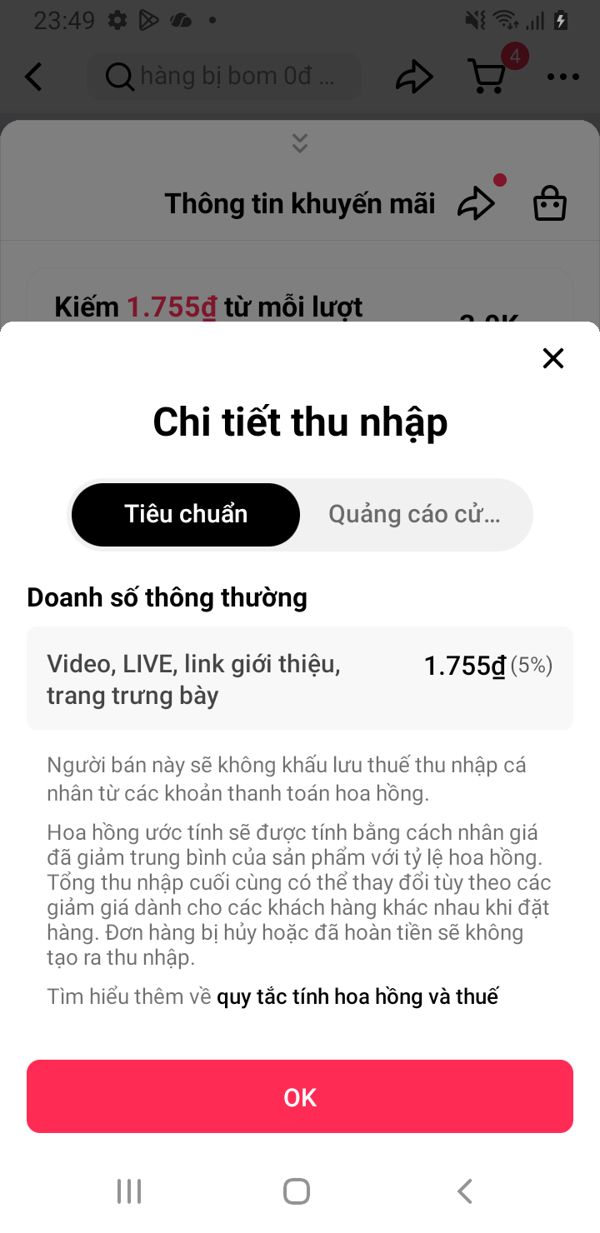 23:49
4
hàng bị bom 0đ ...
Thông tin khuyến mãi
Kiếm 1.755₫ từ mỗi lượt
Chi tiết thu nhập
Tiêu chuẩn
Quảng cáo cử...
Doanh số thông thường
Video, LIVE, link giới thiệu,
trang trưng bày
1.755₫ (5%)
Người bán này sẽ không khấu lưu thuế thu nhập cá
nhân từ các khoản thanh toán hoa hồng.
Hoa hồng ước tính sẽ được tính bằng cách nhân giá
đã giảm trung bình của sản phẩm với tỷ lệ hoa hồng.
Tổng thu nhập cuối cùng có thể thay đổi tùy theo các
giảm giá dành cho các khách hàng khác nhau khi đặt
hàng. Đơn hàng bị hủy hoặc đã hoàn tiền sẽ không
tạo ra thu nhập.
Tìm hiểu thêm về quy tắc tính hoa hồng và thuế
OK